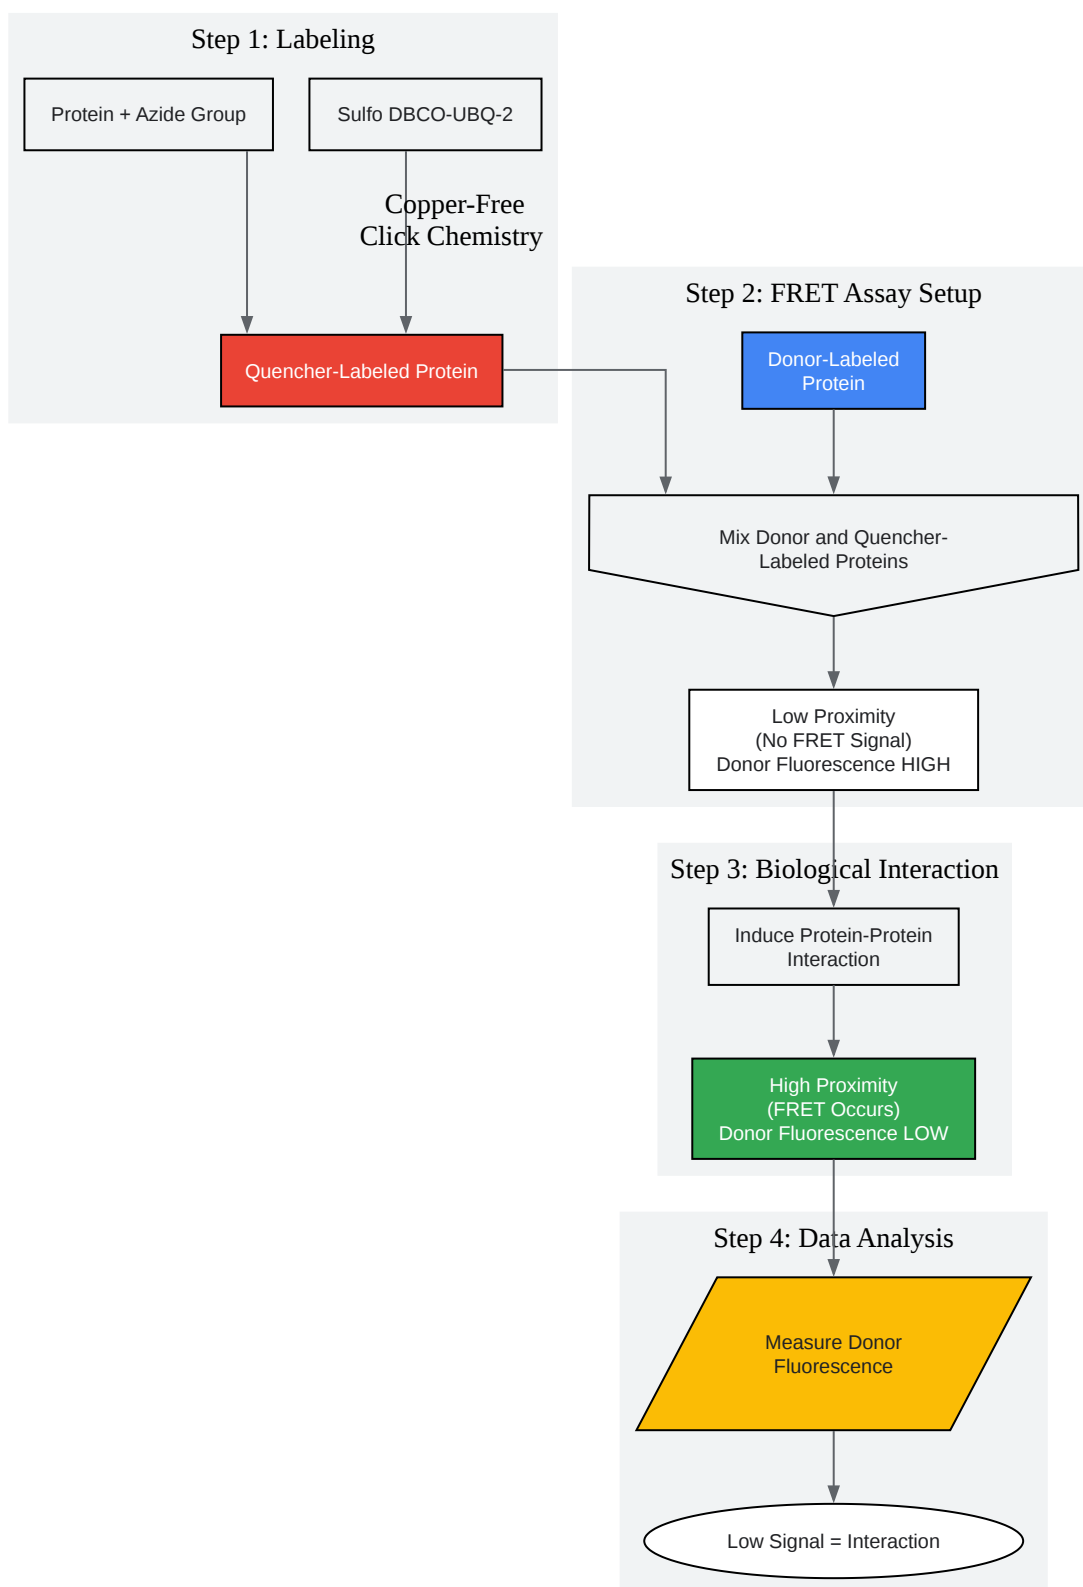 Step 1: Labeling
Protein + Azide Group
Sulfo DBCO-UBQ-2
Copper-Free
Click Chemistry
Quencher-Labeled Protein
Step 2: FRET Assay Setup
Donor-Labeled
Protein
Mix Donor and Quencher-
Labeled Proteins
Low Proximity
(No FRET Signal)
Donor Fluorescence HIGH
Step 3: Biological Interaction
Induce Protein-Protein
Interaction
High Proximity
(FRET Occurs)
Donor Fluorescence LOW
Step 4: Data Analysis
Measure Donor
Fluorescence
Low Signal = Interaction